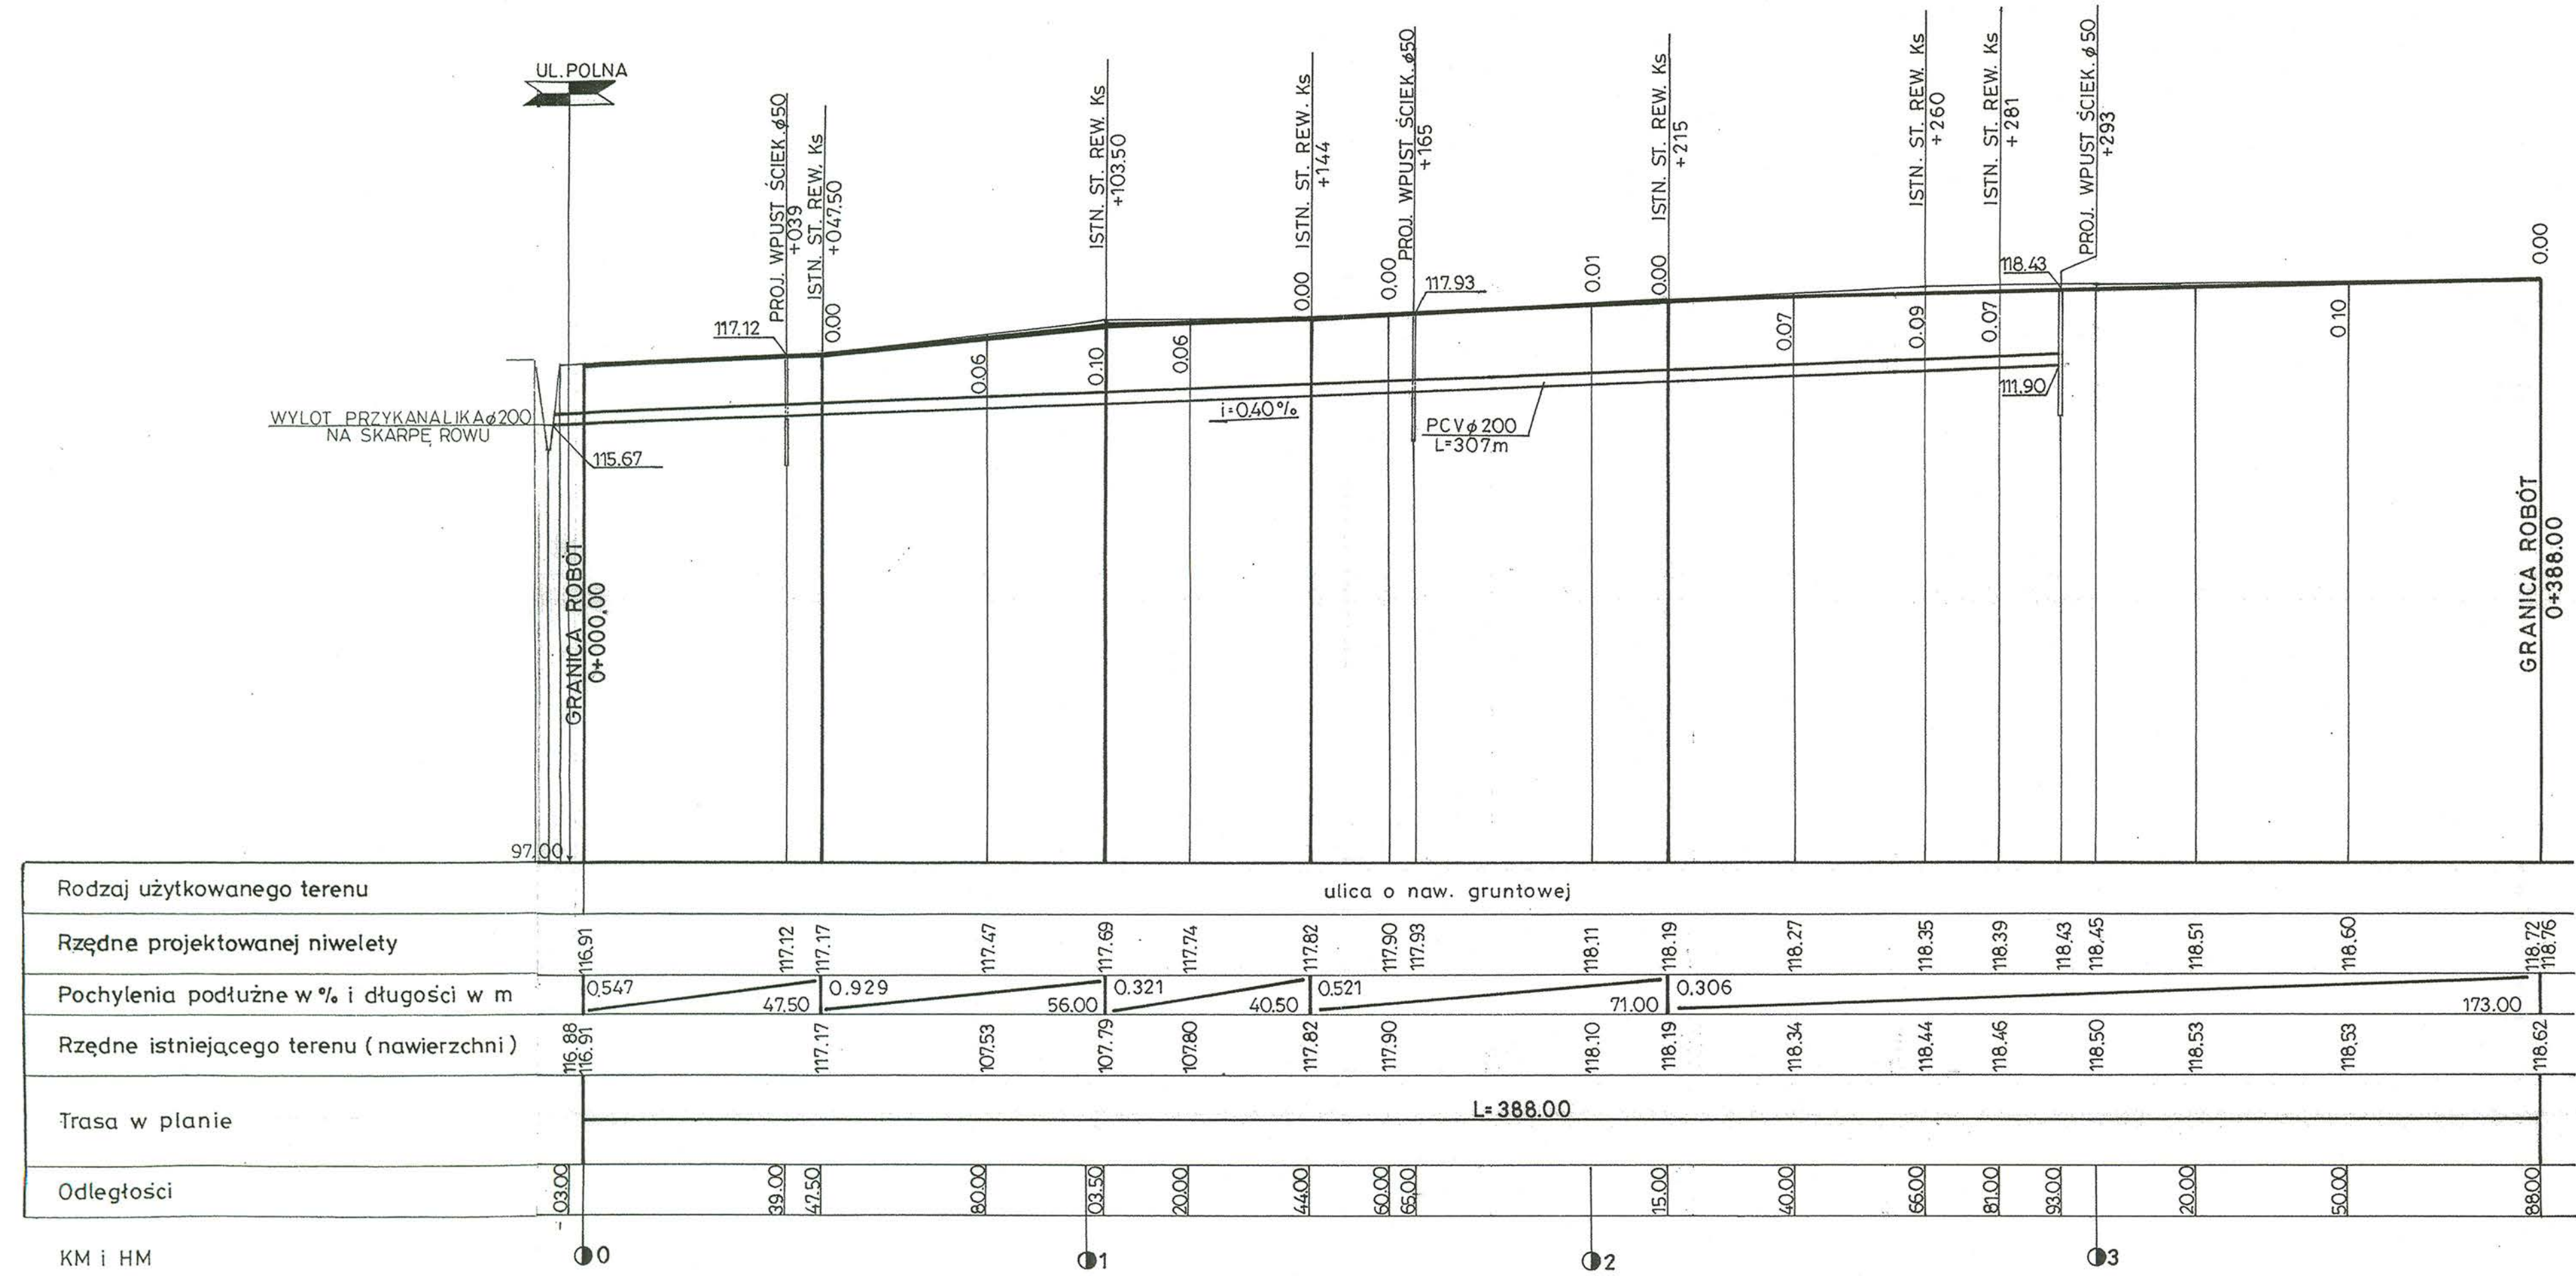 UL. POLNA
PROJ. WPUST ŚCIEK. ϕ50
+039
ISTN. ST. REW. Ks
+047.50
ISTN. ST. REW. Ks
+103.50
ISTN. ST. REW. Ks
+144
PROJ. WPUST ŚCIEK. ϕ50
+165
ISTN. ST. REW. Ks
+215
ISTN. ST. REW. Ks
+260
ISTN. ST. REW. Ks
+281
PROJ. WPUST ŚCIEK. ϕ50
+293
117.12
0.00
0.06
0.10
0.06
0.00
0.00
117.93
0.01
0.00
0.07
0.09
0.07
118.43
0.10
0.00
WYLOT PRZYKANALIKA ϕ200
NA SKARPĘ ROWU
115.67
i=0.40%
PCV ϕ 200
L=307m
111.90
GRANICA ROBÓT
0+000.00
GRANICA ROBÓT
0+388.00
97.00
Rodzaj użytkowanego terenu
ulica o naw. gruntowej
Rzędne projektowanej niwelety
116.91 117.12 117.17 117.47 117.69 117.74 117.82 117.90 117.93 118.11 118.19 118.27 118.35 118.39 118.43 118.45 118.51 118.60 118.72 118.76
Pochylenia podłużne w % i długości w m
0.547 47.50 0.929 56.00 0.321 40.50 0.521 71.00 0.306 173.00
Rzędne istniejącego terenu (nawierzchni)
116.88 116.91 117.17 107.53 107.79 107.80 117.82 117.90 118.10 118.19 118.34 118.44 118.46 118.50 118.53 118.53 118.62
Trasa w planie
L=388.00
Odległości
03.00 39.00 47.50 80.00 03.50 20.00 44.00 60.00 65.00 15.00 40.00 66.00 81.00 93.00 20.00 50.00 88.00
KM i HM
0 1 2 3